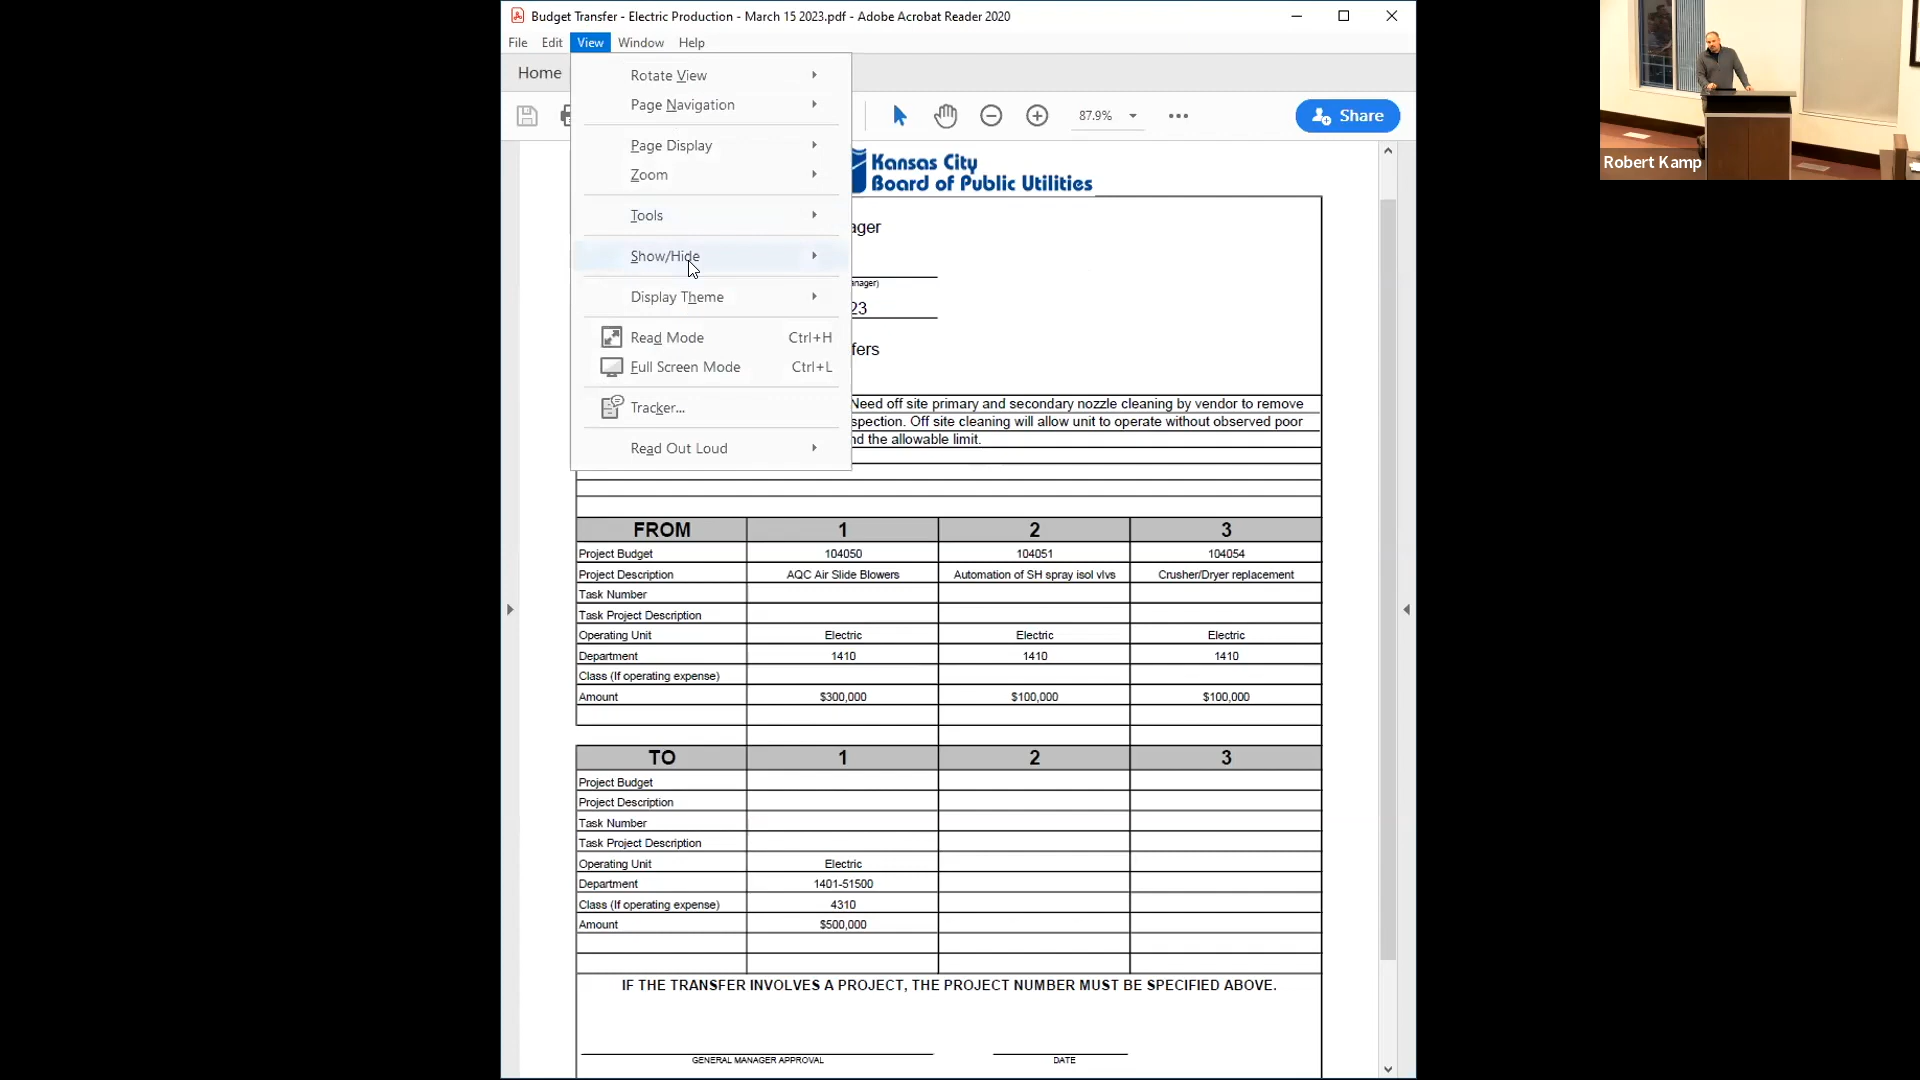 Budget Transfer - Electric Production - March 15 2023.pdf - Adobe Acrobat Reader 2020
File Edit View Window Help
Home
87.9%
Share
Rotate View
Page Navigation
Page Display
Zoom
Tools
Show/Hide
Display Theme
Read Mode Ctrl+H
Full Screen Mode Ctrl+L
Tracker...
Read Out Loud
Robert Kamp
Kansas City
Board of Public Utilities
ager
nager)
23
fers
Need off site primary and secondary nozzle cleaning by vendor to remove
spection. Off site cleaning will allow unit to operate without observed poor
nd the allowable limit.
FROM 1 2 3
Project Budget 104050 104051 104054
Project Description AQC Air Slide Blowers Automation of SH spray isol vlvs Crusher/Dryer replacement
Task Number
Task Project Description
Operating Unit Electric Electric Electric
Department 1410 1410 1410
Class (If operating expense)
Amount $300,000 $100,000 $100,000
TO 1 2 3
Project Budget
Project Description
Task Number
Task Project Description
Operating Unit Electric
Department 1401-51500
Class (If operating expense) 4310
Amount $500,000
IF THE TRANSFER INVOLVES A PROJECT, THE PROJECT NUMBER MUST BE SPECIFIED ABOVE.
GENERAL MANAGER APPROVAL DATE